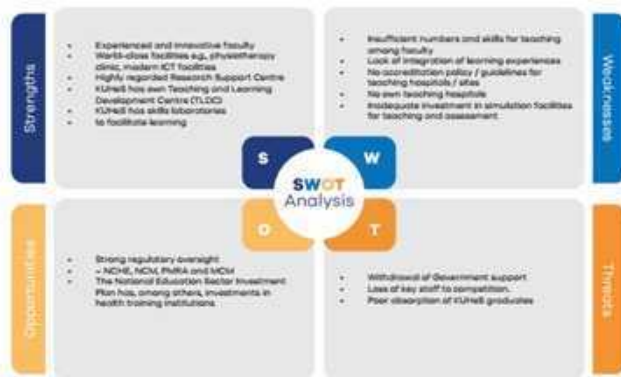 Strengths
• Experienced and innovative faculty
• World-class facilities e.g., physiotherapy
clinic, modern ICT facilities
• Highly regarded Research Support Centre
• KUHeS has own Teaching and Learning
Development Centre (TLDC)
• KUHeS has skills laboratories
• to facilitate learning
Weaknesses
• Insufficient numbers and skills for teaching
among faculty
• Lack of integration of learning experiences
• No accreditation policy / guidelines for
teaching hospitals / sites
• No own teaching hospitals
• Inadequate investment in simulation facilities
for teaching and assessment
S
W
SWOT
Analysis
O
T
Opportunities
• Strong regulatory oversight
• – NCHE, NCM, PMRA and MCM
• The National Education Sector Investment
Plan has, among others, investments in
health training institutions
Threats
• Withdrawal of Government support
• Loss of key staff to competition.
• Poor absorption of KUHeS graduates